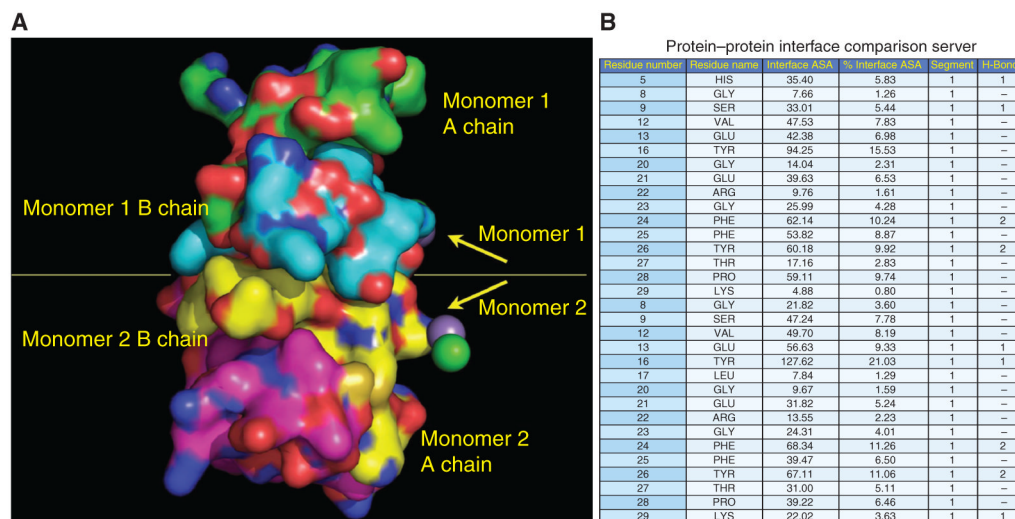 A
Monomer 1
A chain
Monomer 1 B chain
Monomer 1
Monomer 2
Monomer 2 B chain
Monomer 2
A chain
B
Protein–protein interface comparison server
Residue number Residue name Interface ASA % Interface ASA Segment H-Bond
5 HIS 35.40 5.83 1 1
8 GLY 7.66 1.26 1 –
9 SER 33.01 5.44 1 1
12 VAL 47.53 7.83 1 –
13 GLU 42.38 6.98 1 –
16 TYR 94.25 15.53 1 –
20 GLY 14.04 2.31 1 –
21 GLU 39.63 6.53 1 –
22 ARG 9.76 1.61 1 –
23 GLY 25.99 4.28 1 –
24 PHE 62.14 10.24 1 2
25 PHE 53.82 8.87 1 –
26 TYR 60.18 9.92 1 2
27 THR 17.16 2.83 1 –
28 PRO 59.11 9.74 1 –
29 LYS 4.88 0.80 1 –
8 GLY 21.82 3.60 1 –
9 SER 47.24 7.78 1 –
12 VAL 49.70 8.19 1 –
13 GLU 56.63 9.33 1 1
16 TYR 127.62 21.03 1 1
17 LEU 7.84 1.29 1 –
20 GLY 9.67 1.59 1 –
21 GLU 31.82 5.24 1 –
22 ARG 13.55 2.23 1 –
23 GLY 24.31 4.01 1 –
24 PHE 68.34 11.26 1 2
25 PHE 39.47 6.50 1 –
26 TYR 67.11 11.06 1 2
27 THR 31.00 5.11 1 –
28 PRO 39.22 6.46 1 –
29 LYS 22.02 3.63 1 1